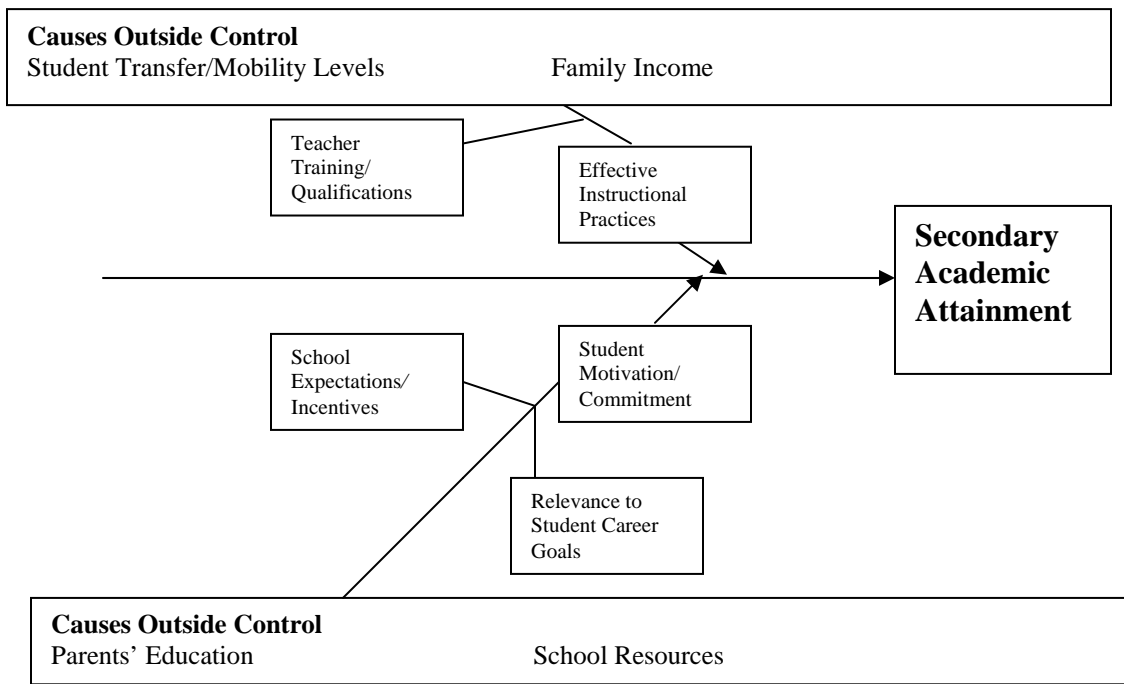 Causes Outside Control
Student Transfer/Mobility Levels Family Income
Teacher
Training/
Qualifications
Effective
Instructional
Practices
Secondary
Academic
Attainment
School
Expectations/
Incentives
Student
Motivation/
Commitment
Relevance to
Student Career
Goals
Causes Outside Control
Parents’ Education School Resources